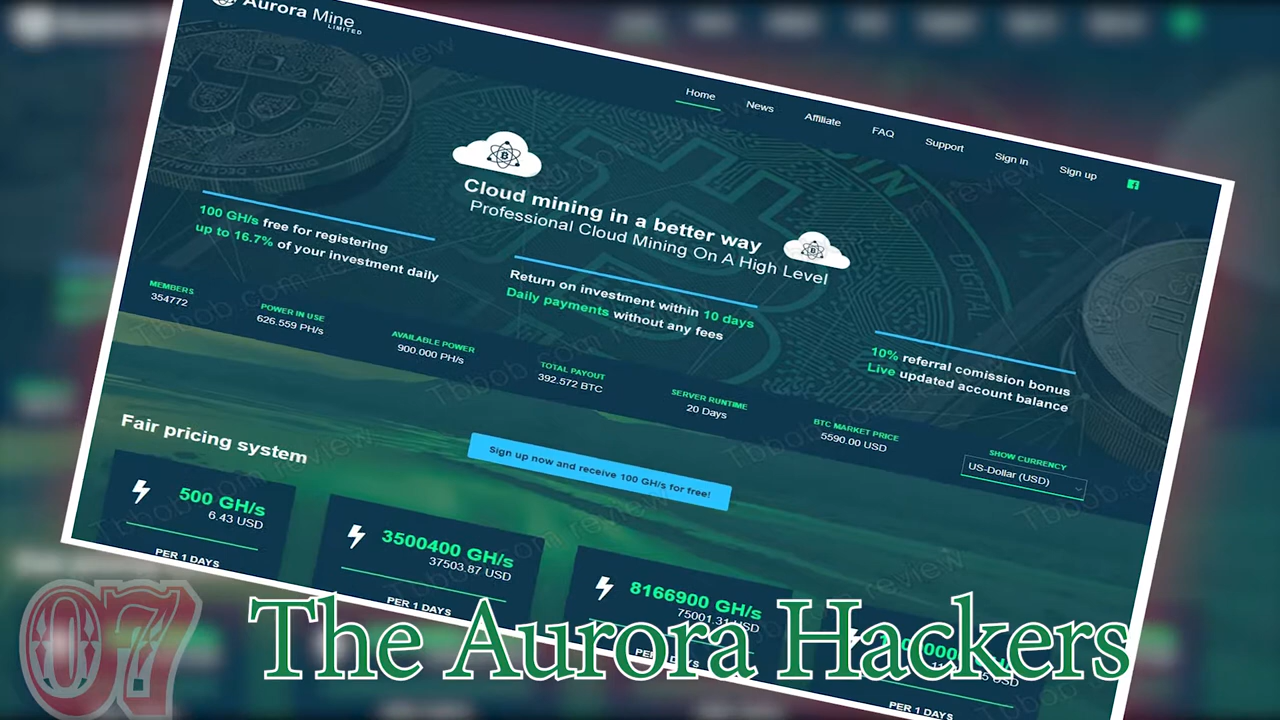 Aurora Mine
LIMITED
Home
News
Affiliate
FAQ
Support
Sign in
Sign up
Cloud mining in a better way
Professional Cloud Mining On A High Level
100 GH/s free for registering
up to 16.7% of your investment daily
Return on investment within 10 days
Daily payments without any fees
10% referral comission bonus
Live updated account balance
MEMBERS
354772
POWER IN USE
626.559 PH/s
AVAILABLE POWER
900.000 PH/s
TOTAL PAYOUT
392.572 BTC
SERVER RUNTIME
20 Days
BTC MARKET PRICE
5590.00 USD
SHOW CURRENCY
US-Dollar (USD)
Fair pricing system
Sign up now and receive 100 GH/s for free!
500 GH/s
6.43 USD
PER 1 DAYS
3500400 GH/s
37503.87 USD
PER 1 DAYS
8166900 GH/s
75001.31 USD
PER 1 DAYS
07
The Aurora Hackers